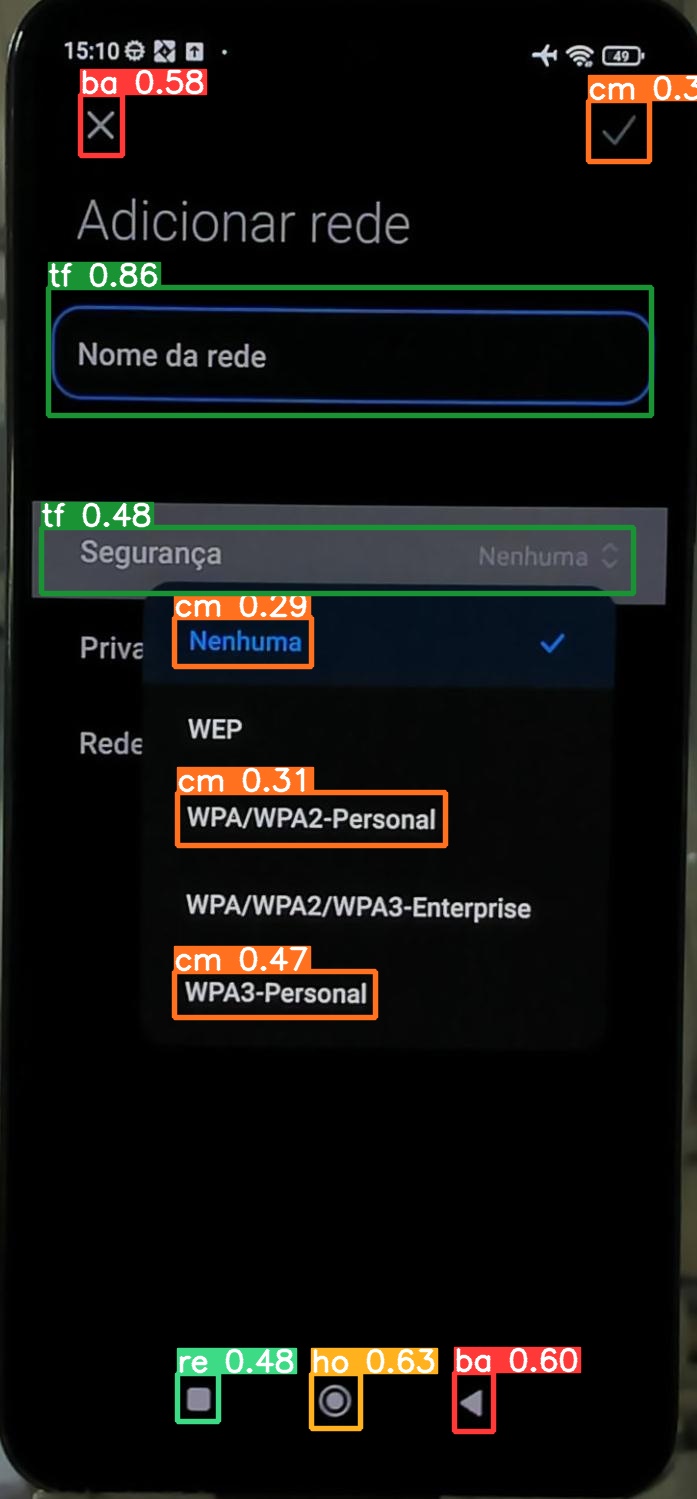 15:10
49
ba 0.58
cm 0.3
Adicionar rede
tf 0.86
Nome da rede
tf 0.48
Segurança Nenhuma
cm 0.29
Nenhuma
Priva
WEP
Rede
cm 0.31
WPA/WPA2-Personal
WPA/WPA2/WPA3-Enterprise
cm 0.47
WPA3-Personal
re 0.48 ho 0.63 ba 0.60